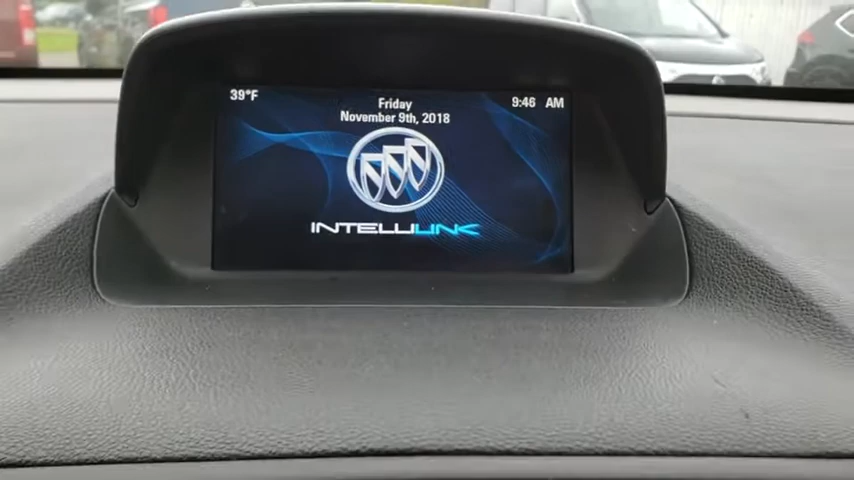 39°F
Friday
9:46 AM
November 9th, 2018
INTELLILINK